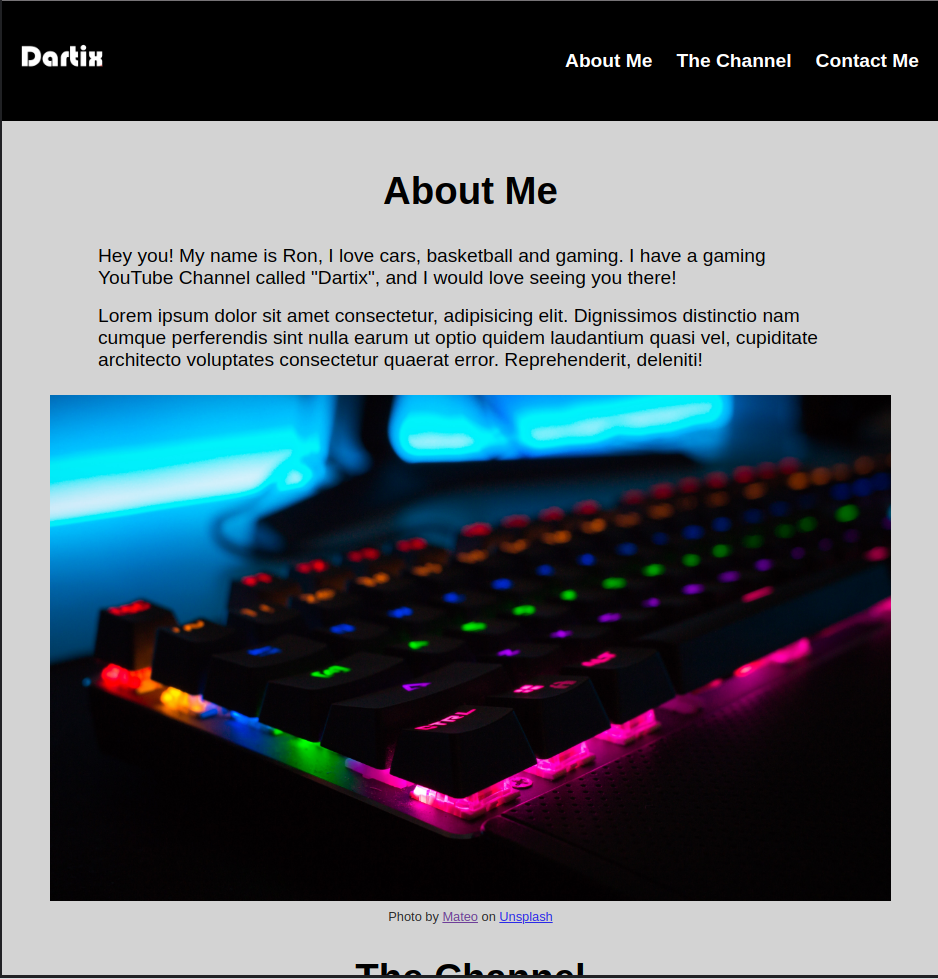 Dartix
About Me The Channel Contact Me
About Me
Hey you! My name is Ron, I love cars, basketball and gaming. I have a gaming
YouTube Channel called "Dartix", and I would love seeing you there!
Lorem ipsum dolor sit amet consectetur, adipisicing elit. Dignissimos distinctio nam
cumque perferendis sint nulla earum ut optio quidem laudantium quasi vel, cupiditate
architecto voluptates consectetur quaerat error. Reprehenderit, deleniti!
CTRL
Photo by Mateo on Unsplash
The Channel